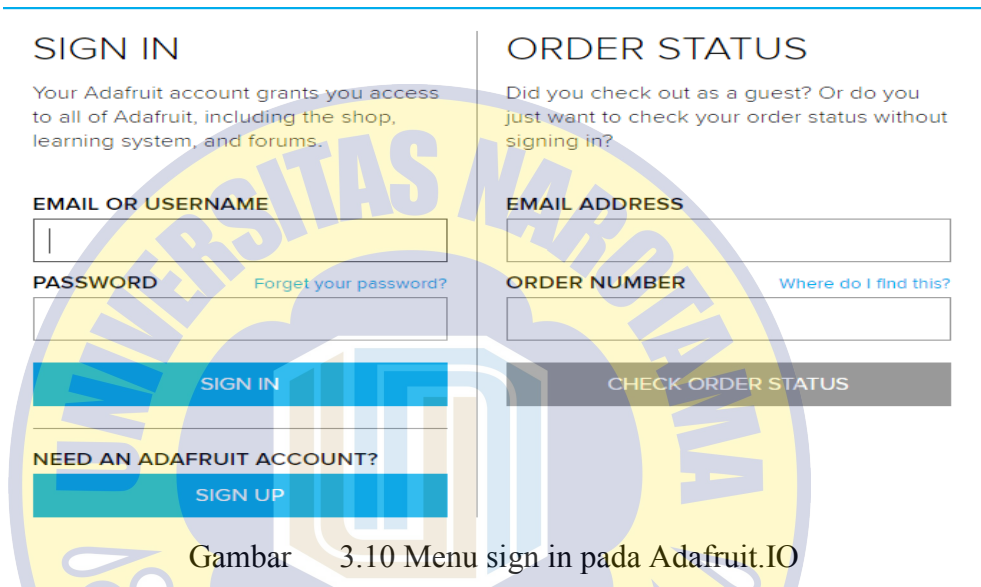 SIGN IN
Your Adafruit account grants you access
to all of Adafruit, including the shop,
learning system, and forums.
EMAIL OR USERNAME
PASSWORD Forget your password?
SIGN IN
NEED AN ADAFRUIT ACCOUNT?
SIGN UP
ORDER STATUS
Did you check out as a guest? Or do you
just want to check your order status without
signing in?
EMAIL ADDRESS
ORDER NUMBER Where do I find this?
CHECK ORDER STATUS
Gambar 3.10 Menu sign in pada Adafruit.IO
UNIVERSITAS NAROTAMA